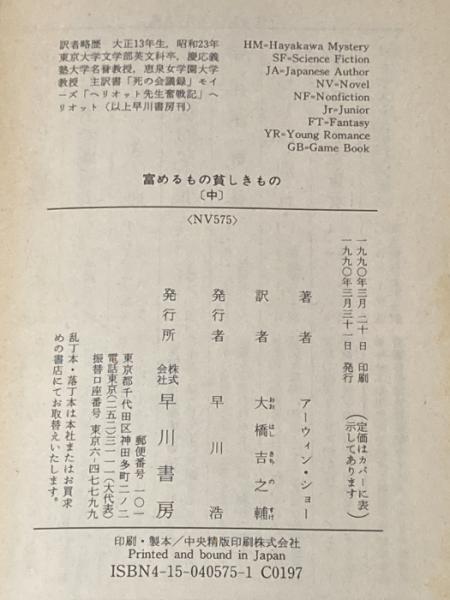 訳者略歴 大正13年生，昭和23年
東京大学文学部英文科卒，慶応義
塾大学名誉教授，恵泉女学園大学
教授 主訳書「死の会議録」モイ
ーズ「ヘリオット先生奮戦記」ヘ
リオット（以上早川書房刊）
HM=Hayakawa Mystery
SF=Science Fiction
JA=Japanese Author
NV=Novel
NF=Nonfiction
Jr=Junior
FT=Fantasy
YR=Young Romance
GB=Game Book
富めるもの貧しきもの
〔中〕
〈NV575〉
一九九〇年三月二十日 印刷
一九九〇年三月三十一日 発行
（定価はカバーに表
示してあります）
著者 アーウィン・ショー
訳者 大橋吉之輔
おおはしきちのすけ
発行者 早川浩
発行所 株式会社 早川書房
郵便番号 一〇一
東京都千代田区神田多町二ノ二
電話東京（二五二）三一一一（大代表）
振替口座番号 東京六-四七七九九
乱丁本・落丁本は本社またはお買求
めの書店にてお取替えいたします。
印刷・製本／中央精版印刷株式会社
Printed and bound in Japan
ISBN4-15-040575-1 C0197